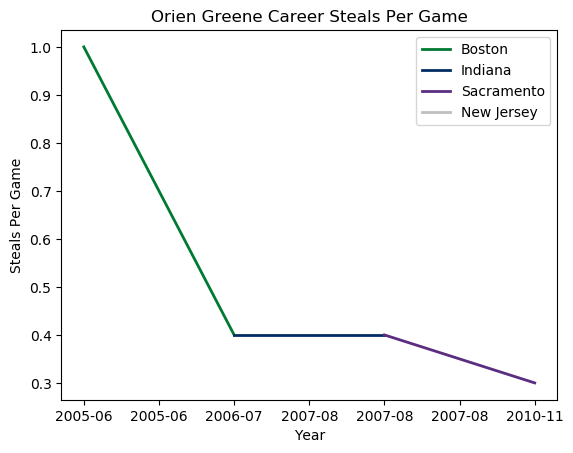 Orien Greene Career Steals Per Game
Boston
Indiana
Sacramento
New Jersey
1.0
0.9
0.8
0.7
0.6
0.5
0.4
0.3
Steals Per Game
2005-06 2005-06 2006-07 2007-08 2007-08 2007-08 2010-11
Year